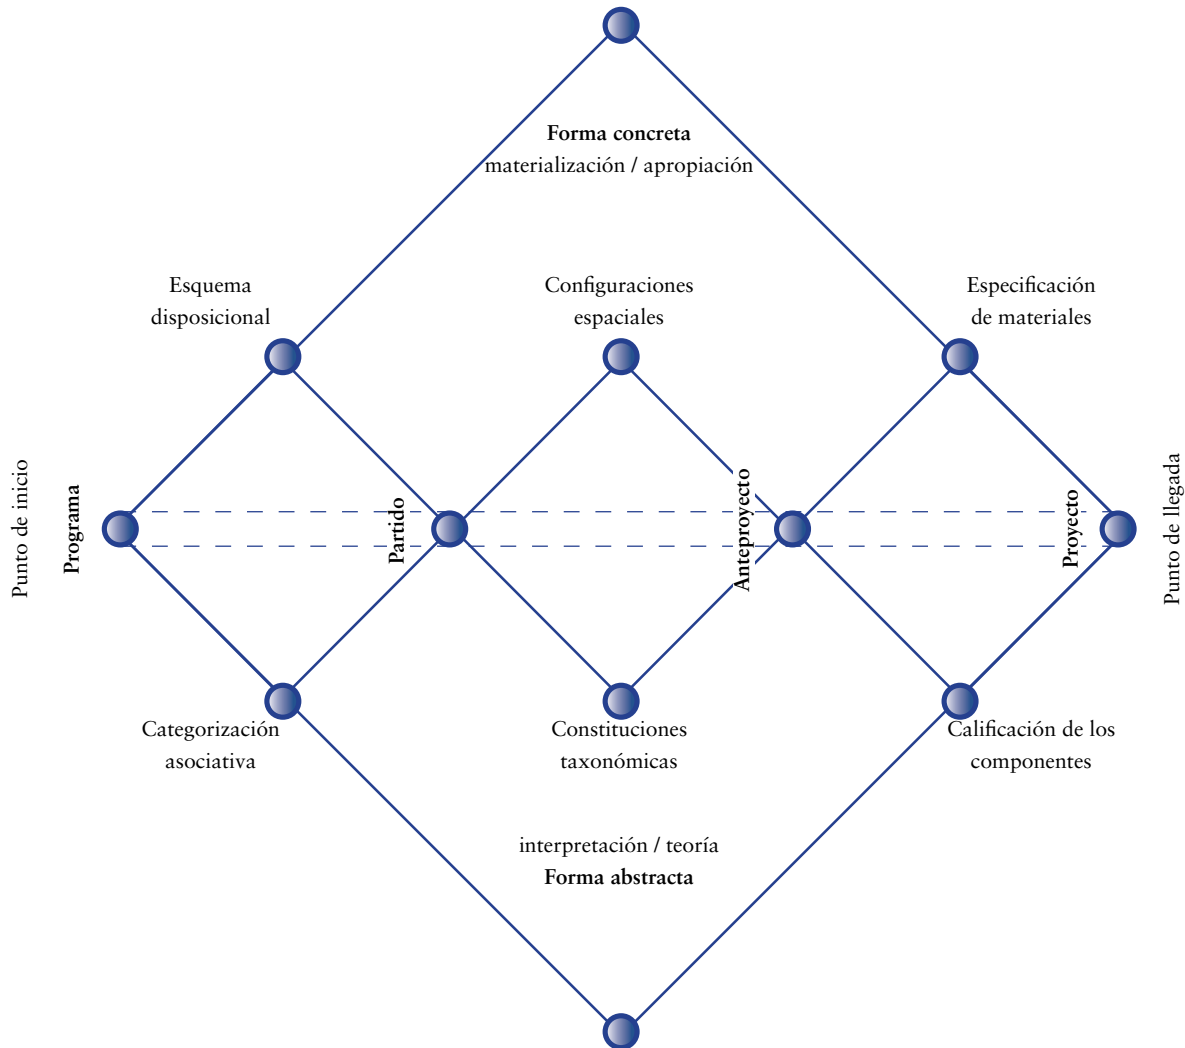 Forma concreta
materialización / apropiación
Esquema
disposicional
Configuraciones
espaciales
Especificación
de materiales
Punto de inicio
Programa
Partido
Anteproyecto
Proyecto
Punto de llegada
Categorización
asociativa
Constituciones
taxonómicas
Calificación de los
componentes
interpretación / teoría
Forma abstracta